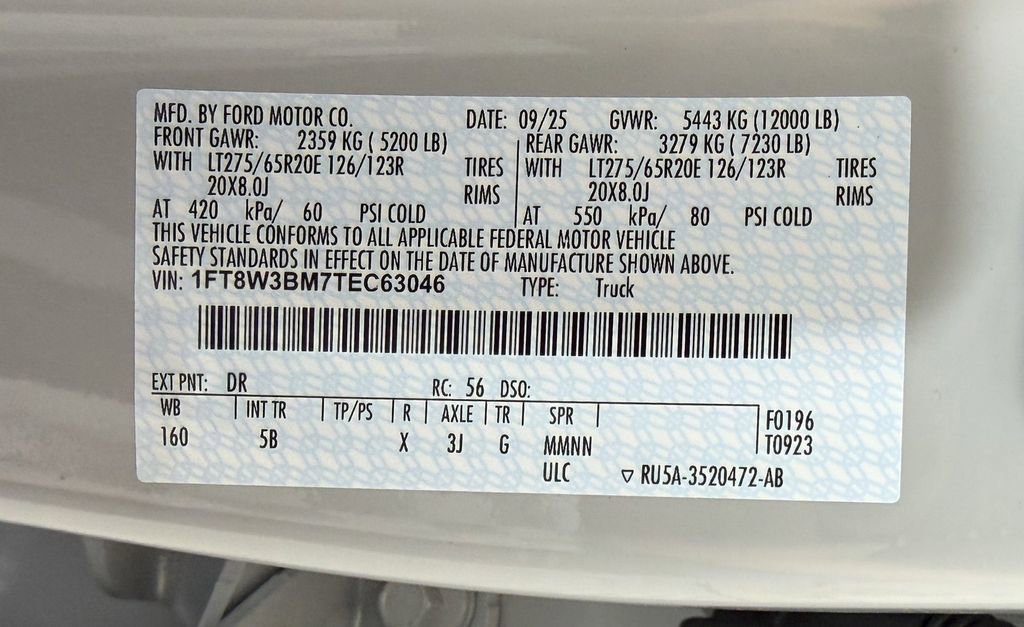 MFD. BY FORD MOTOR CO. DATE: 09/25 GVWR: 5443 KG (12000 LB)
FRONT GAWR: 2359 KG ( 5200 LB) REAR GAWR: 3279 KG ( 7230 LB)
WITH LT275/65R20E 126/123R TIRES WITH LT275/65R20E 126/123R TIRES
20X8.0J RIMS 20X8.0J RIMS
AT 420 kPa/ 60 PSI COLD AT 550 kPa/ 80 PSI COLD
THIS VEHICLE CONFORMS TO ALL APPLICABLE FEDERAL MOTOR VEHICLE
SAFETY STANDARDS IN EFFECT ON THE DATE OF MANUFACTURE SHOWN ABOVE.
VIN: 1FT8W3BM7TEC63046 TYPE: Truck
EXT PNT: DR RC: 56 DSO:
WB INT TR TP/PS R AXLE TR SPR F0196
160 5B X 3J G MMNN T0923
ULC ▽ RU5A-3520472-AB